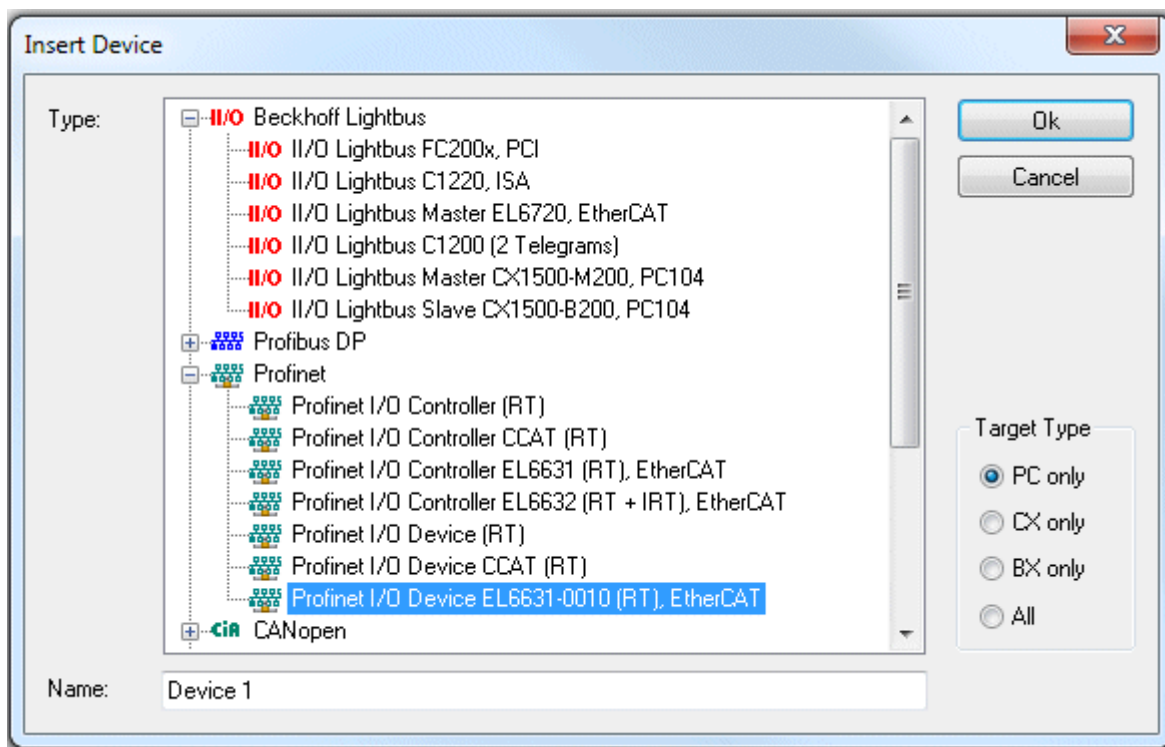 Insert Device
Type:
II/O Beckhoff Lightbus
II/O II/O Lightbus FC200x, PCI
II/O II/O Lightbus C1220, ISA
II/O II/O Lightbus Master EL6720, EtherCAT
II/O II/O Lightbus C1200 (2 Telegrams)
II/O II/O Lightbus Master CX1500-M200, PC104
II/O II/O Lightbus Slave CX1500-B200, PC104
Profibus DP
Profinet
Profinet I/O Controller (RT)
Profinet I/O Controller CCAT (RT)
Profinet I/O Controller EL6631 (RT), EtherCAT
Profinet I/O Controller EL6632 (RT + IRT), EtherCAT
Profinet I/O Device (RT)
Profinet I/O Device CCAT (RT)
Profinet I/O Device EL6631-0010 (RT), EtherCAT
CiA CANopen
Ok
Cancel
Target Type
PC only
CX only
BX only
All
Name: Device 1